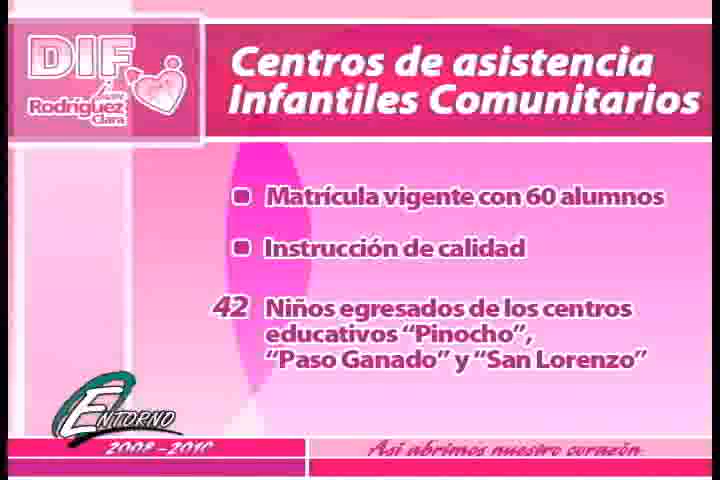 DIF
Rodríguez
Clara
Centros de asistencia
Infantiles Comunitarios
Matrícula vigente con 60 alumnos
Instrucción de calidad
42 Niños egresados de los centros
educativos “Pinocho”,
“Paso Ganado” y “San Lorenzo”
ENTORNO
2008-2010
Así abrimos nuestro corazón